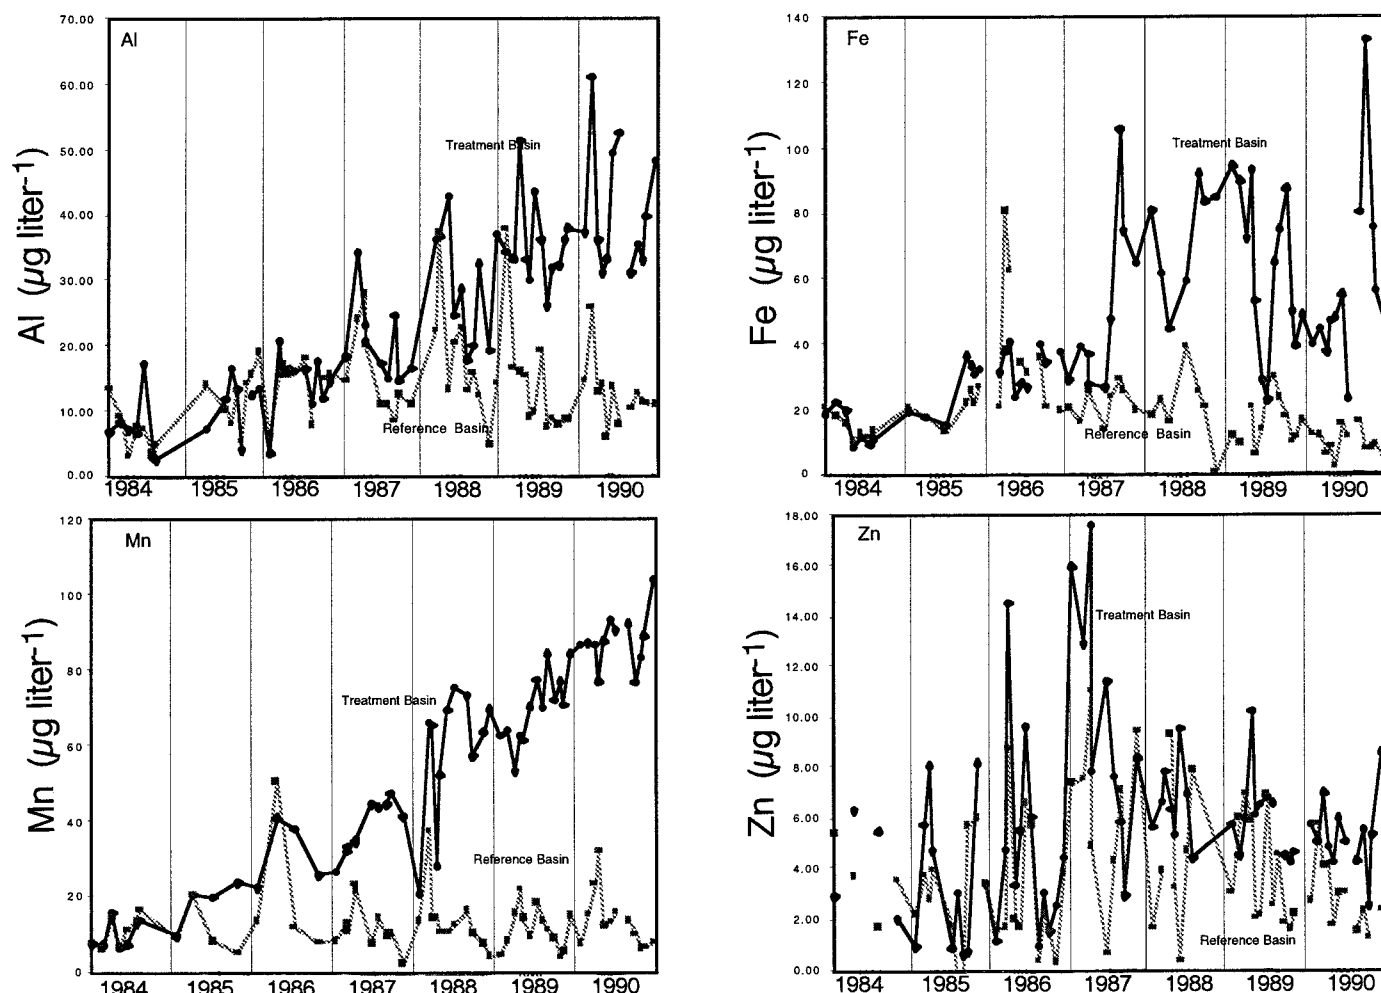 Al
Al (µg liter-1)
70.00
60.00
50.00
40.00
30.00
20.00
10.00
0.00
Treatment Basin
Reference Basin
1984 1985 1986 1987 1988 1989 1990
Fe
Fe (µg liter-1)
140
120
100
80
60
40
20
0
Treatment Basin
Reference Basin
1984 1985 1986 1987 1988 1989 1990
Mn
Mn (µg liter-1)
120
100
80
60
40
20
0
Treatment Basin
Reference Basin
1984 1985 1986 1987 1988 1989 1990
Zn
Zn (µg liter-1)
18.00
16.00
14.00
12.00
10.00
8.00
6.00
4.00
2.00
0.00
Treatment Basin
Reference Basin
1984 1985 1986 1987 1988 1989 1990